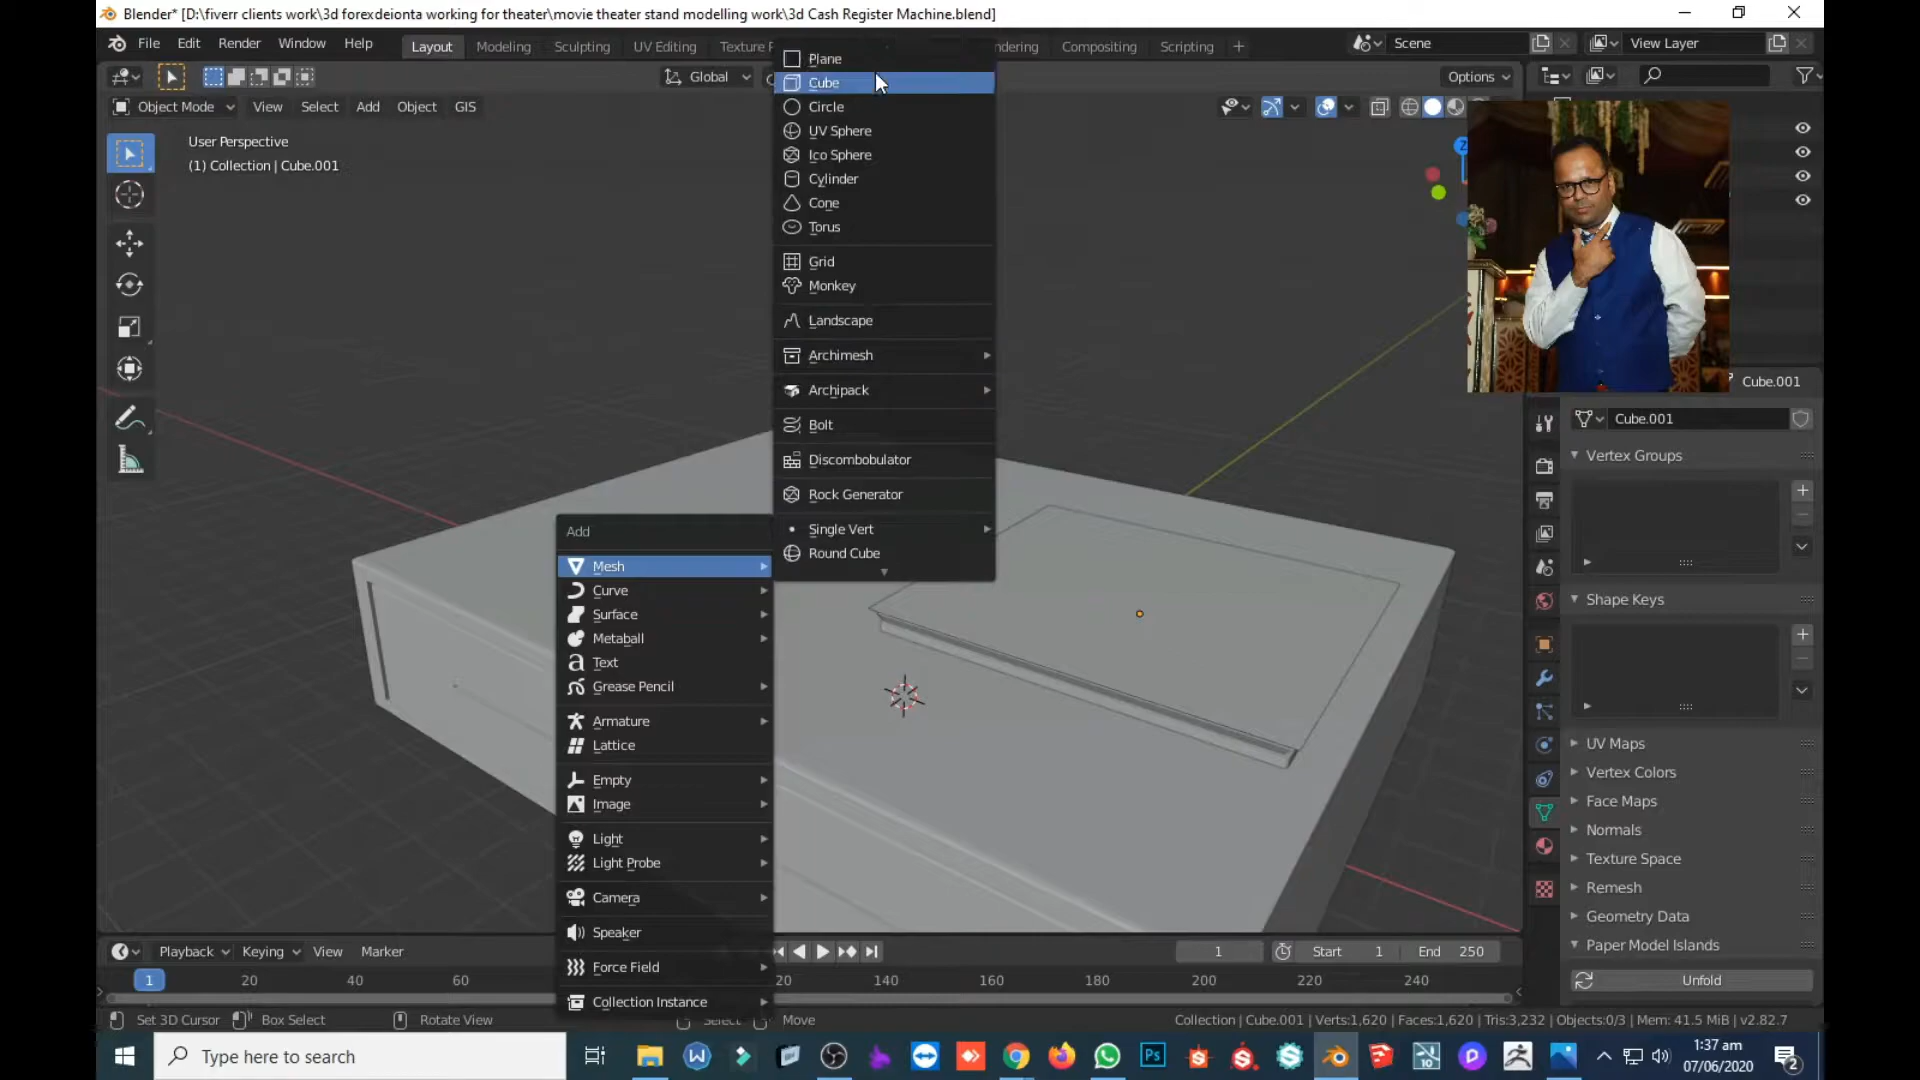 Blender* [D:\fiverr clients work\3d forexdeionta working for theater\movie theater stand modelling work\3d Cash Register Machine.blend]
File Edit Render Window Help Layout Modeling Sculpting UV Editing Texture P ndering Compositing Scripting + Scene View Layer
Global Options
Object Mode View Select Add Object GIS
User Perspective
(1) Collection | Cube.001
Plane
Cube
Circle
UV Sphere
Ico Sphere
Cylinder
Cone
Torus
Grid
Monkey
Landscape
Archimesh
Archipack
Bolt
Discombobulator
Rock Generator
Single Vert
Round Cube
Add
Mesh
Curve
Surface
Metaball
Text
Grease Pencil
Armature
Lattice
Empty
Image
Light
Light Probe
Camera
Speaker
Force Field
Collection Instance
Z
Cube.001
Cube.001
Vertex Groups
Shape Keys
UV Maps
Vertex Colors
Face Maps
Normals
Texture Space
Remesh
Geometry Data
Paper Model Islands
Unfold
Playback Keying View Marker 1 Start 1 End 250
1 20 40 60 20 140 160 180 200 220 240
Set 3D Cursor Box Select Rotate View Select Move Collection | Cube.001 | Verts:1,620 | Faces:1,620 | Tris:3,232 | Objects:0/3 | Mem: 41.5 MiB | v2.82.7
Type here to search
1:37 am
07/06/2020
2